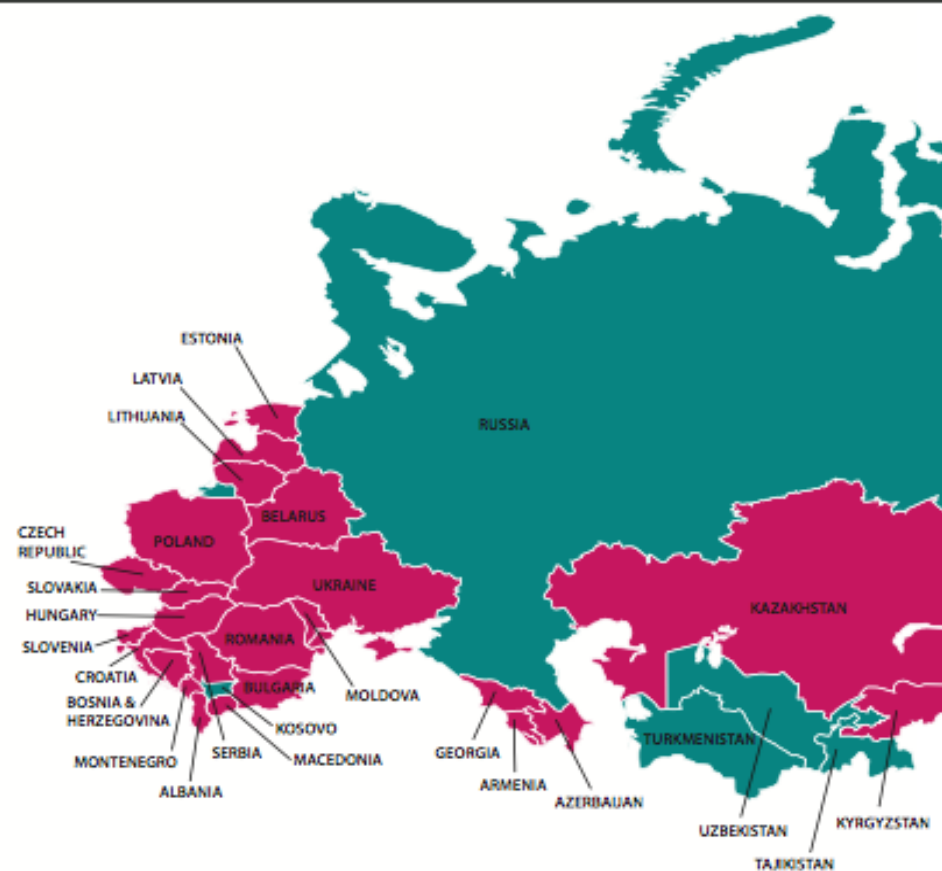 ESTONIA
LATVIA
LITHUANIA
RUSSIA
BELARUS
POLAND
CZECH
REPUBLIC
SLOVAKIA
UKRAINE
HUNGARY
KAZAKHSTAN
ROMANIA
SLOVENIA
CROATIA
BULGARIA
MOLDOVA
BOSNIA &
HERZEGOVINA
KOSOVO
TURKMENISTAN
SERBIA
GEORGIA
MONTENEGRO
MACEDONIA
ARMENIA
ALBANIA
AZERBAIJAN
KYRGYZSTAN
UZBEKISTAN
TAJIKISTAN